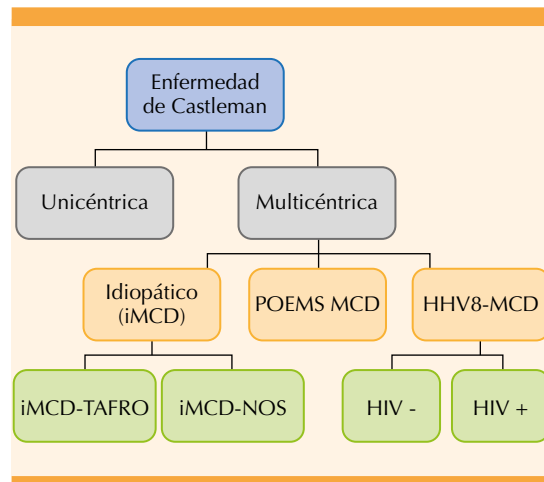 Enfermedad
de Castleman
Unicéntrica
Multicéntrica
Idiopático
(iMCD)
POEMS MCD
HHV8-MCD
iMCD-TAFRO
iMCD-NOS
HIV -
HIV +